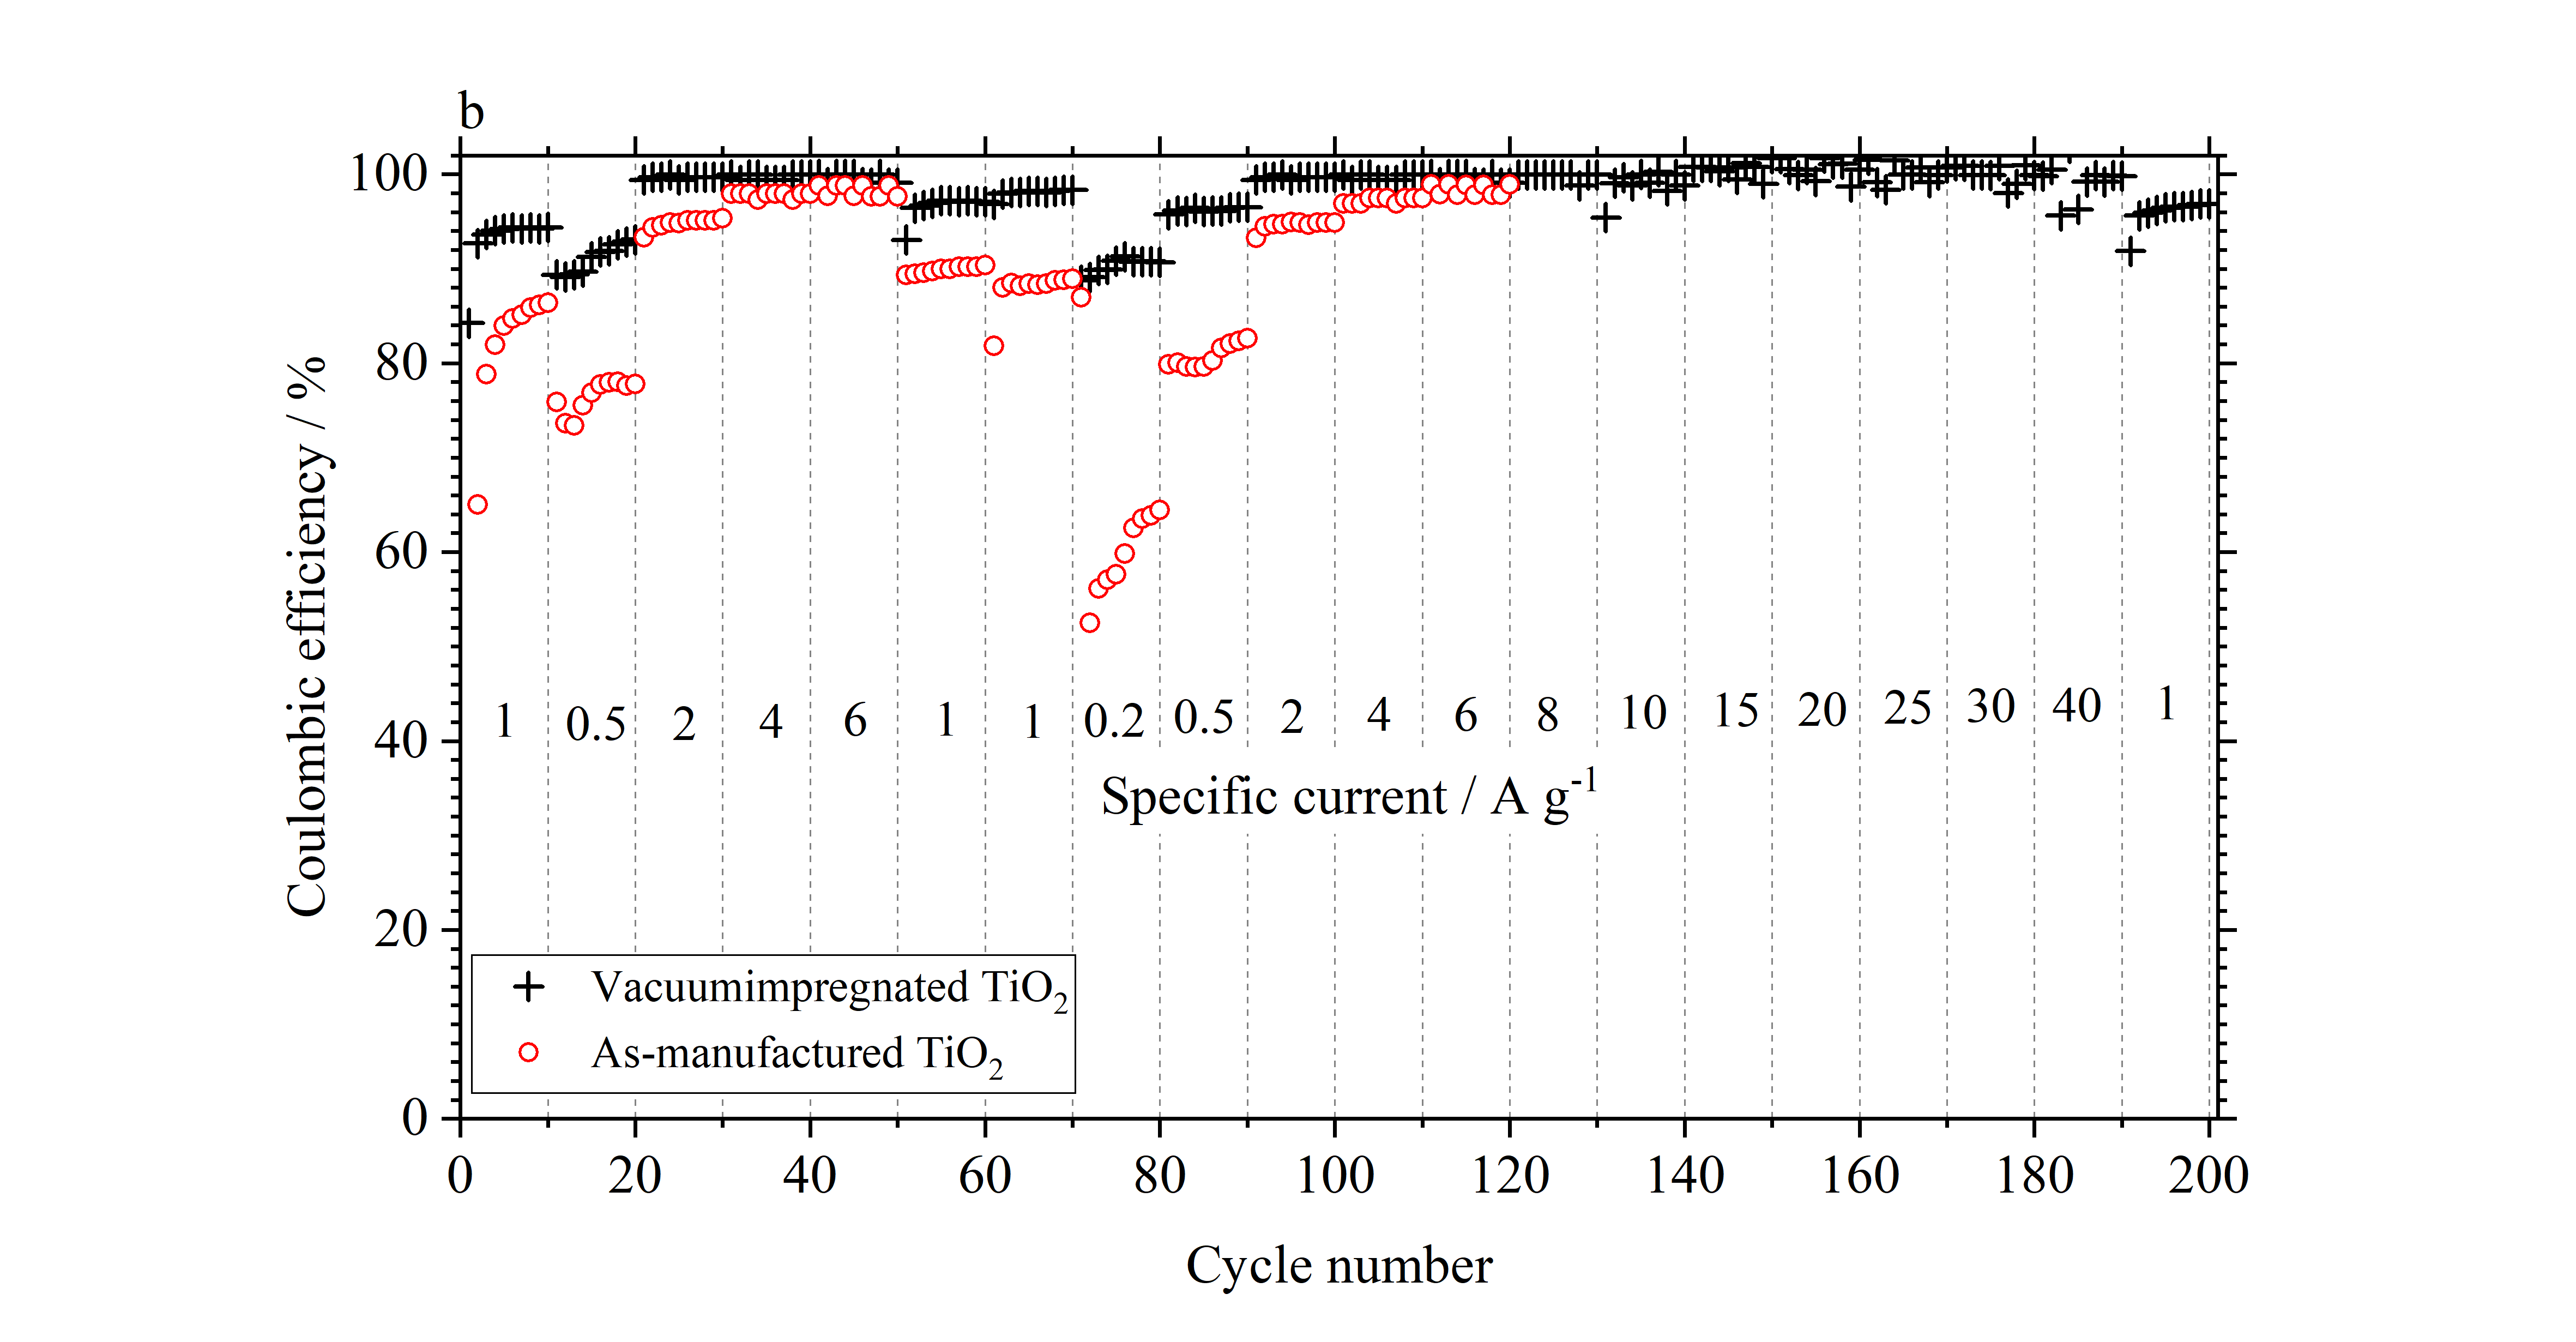 b
100
80
60
40
20
0
Coulombic efficiency / %
1 0.5 2 4 6 1 1 0.2 0.5 2 4 6 8 10 15 20 25 30 40 1
Specific current / A g⁻¹
Vacuumimpregnated TiO₂
As-manufactured TiO₂
0 20 40 60 80 100 120 140 160 180 200
Cycle number